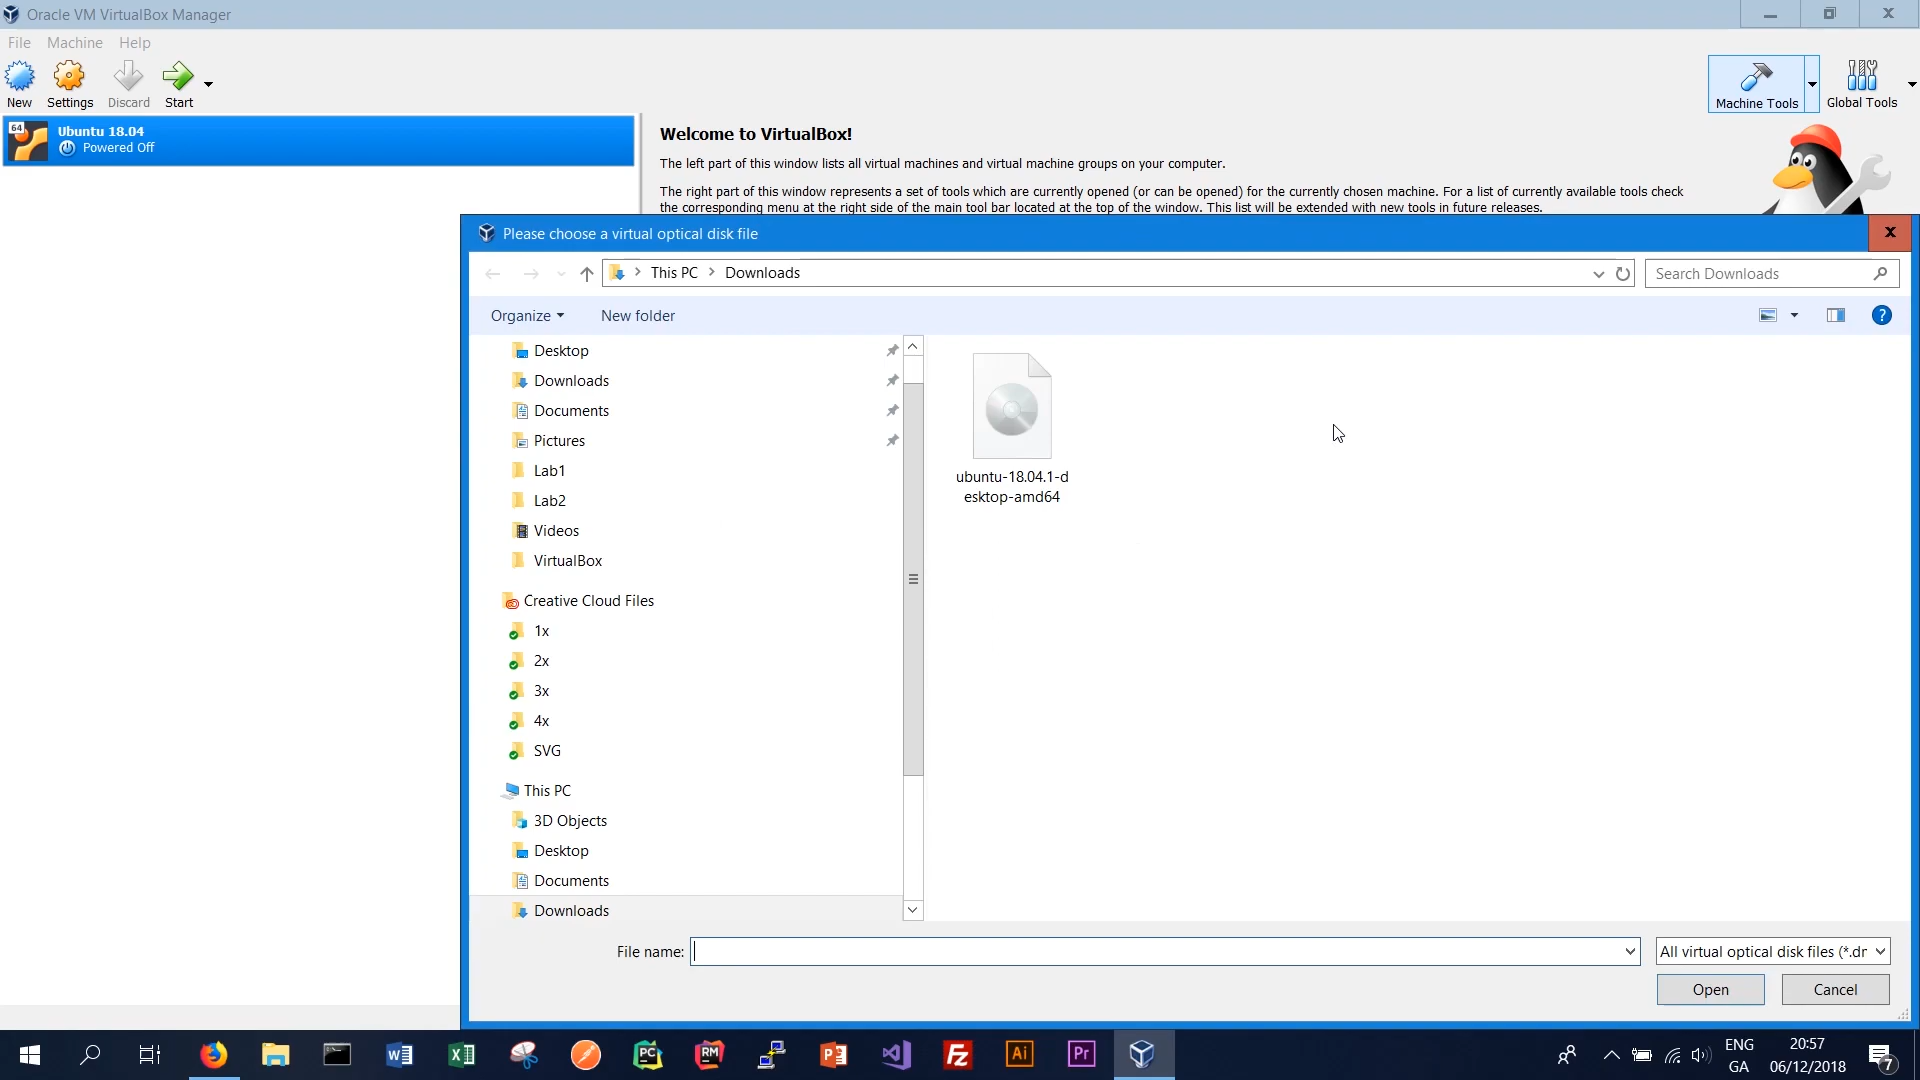 Oracle VM VirtualBox Manager
File Machine Help
New Settings Discard Start
Machine Tools Global Tools
64
Ubuntu 18.04
Powered Off
Welcome to VirtualBox!
The left part of this window lists all virtual machines and virtual machine groups on your computer.
The right part of this window represents a set of tools which are currently opened (or can be opened) for the currently chosen machine. For a list of currently available tools check
the corresponding menu at the right side of the main tool bar located at the top of the window. This list will be extended with new tools in future releases.
Please choose a virtual optical disk file
This PC > Downloads
Search Downloads
Organize New folder
Desktop
Downloads
Documents
Pictures
Lab1
Lab2
Videos
VirtualBox
Creative Cloud Files
1x
2x
3x
4x
SVG
This PC
3D Objects
Desktop
Documents
Downloads
ubuntu-18.04.1-d
esktop-amd64
File name:
All virtual optical disk files (*.dr
Open Cancel
PC RM Fz Ai Pr
ENG
GA
20:57
06/12/2018
7